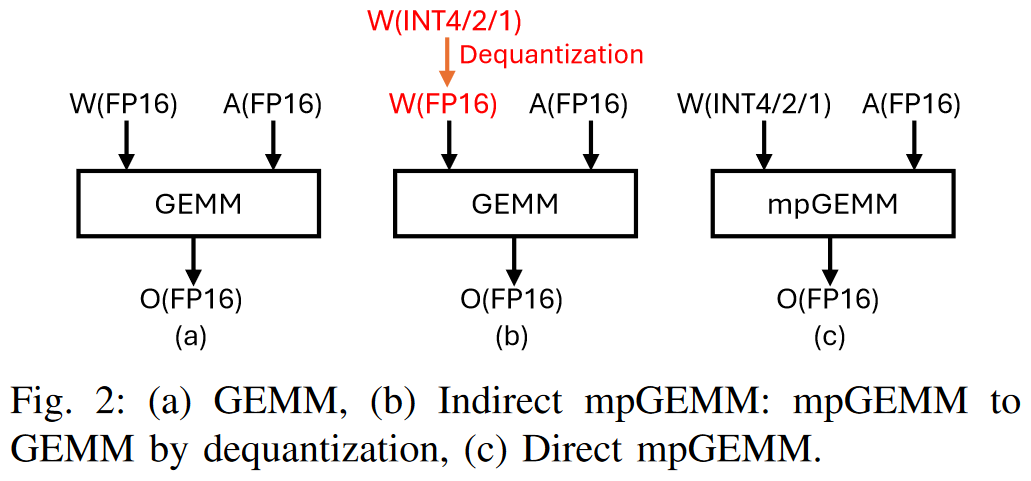 W(INT4/2/1)
Dequantization
W(FP16) A(FP16) W(FP16) A(FP16) W(INT4/2/1) A(FP16)
GEMM GEMM mpGEMM
O(FP16) O(FP16) O(FP16)
(a) (b) (c)
Fig. 2: (a) GEMM, (b) Indirect mpGEMM: mpGEMM to
GEMM by dequantization, (c) Direct mpGEMM.